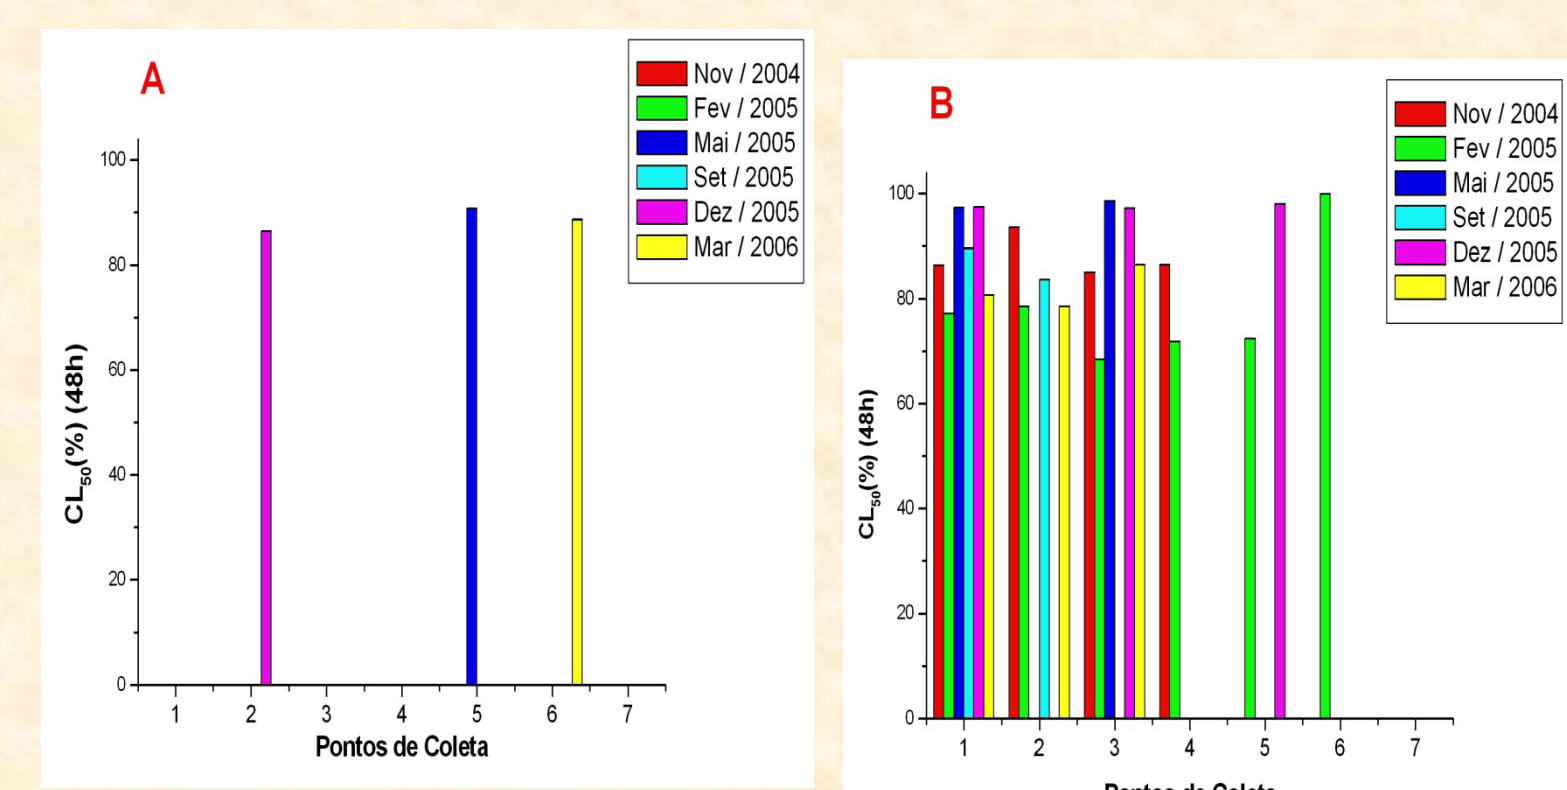 A
Nov / 2004
Fev / 2005
Mai / 2005
Set / 2005
Dez / 2005
Mar / 2006
100
80
60
40
20
0
CL50(%) (48h)
1 2 3 4 5 6 7
Pontos de Coleta
B
Nov / 2004
Fev / 2005
Mai / 2005
Set / 2005
Dez / 2005
Mar / 2006
100
80
60
40
20
0
CL50(%) (48h)
1 2 3 4 5 6 7
Pontos de Coleta